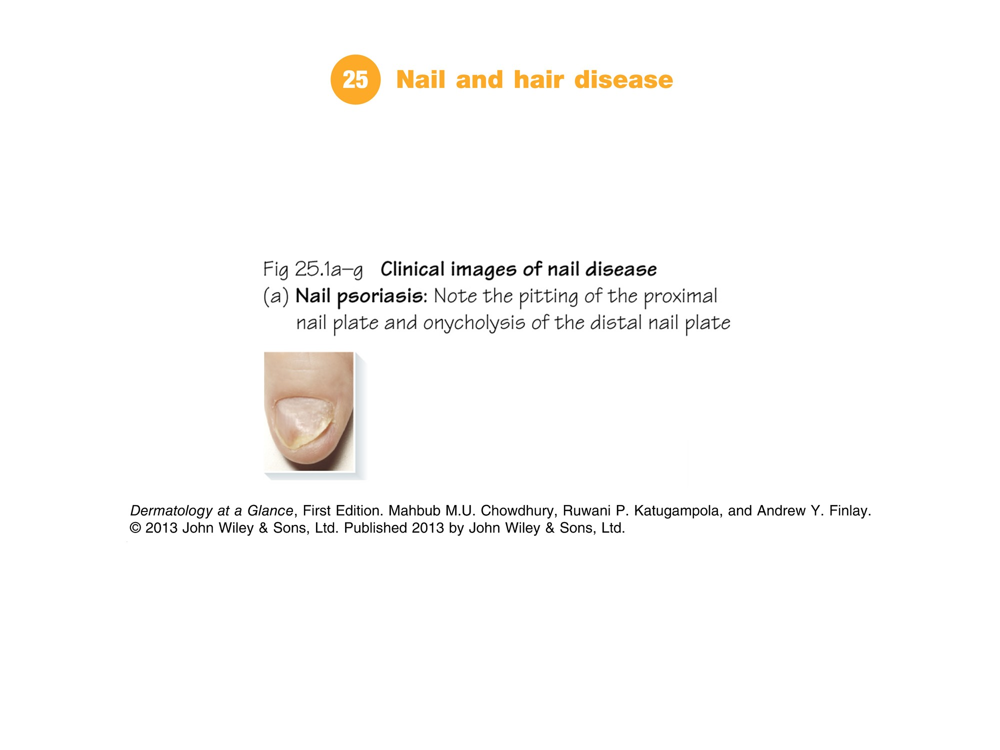 25 Nail and hair disease
Fig 25.1a–g Clinical images of nail disease
(a) Nail psoriasis: Note the pitting of the proximal
nail plate and onycholysis of the distal nail plate
Dermatology at a Glance, First Edition. Mahbub M.U. Chowdhury, Ruwani P. Katugampola, and Andrew Y. Finlay.
© 2013 John Wiley & Sons, Ltd. Published 2013 by John Wiley & Sons, Ltd.